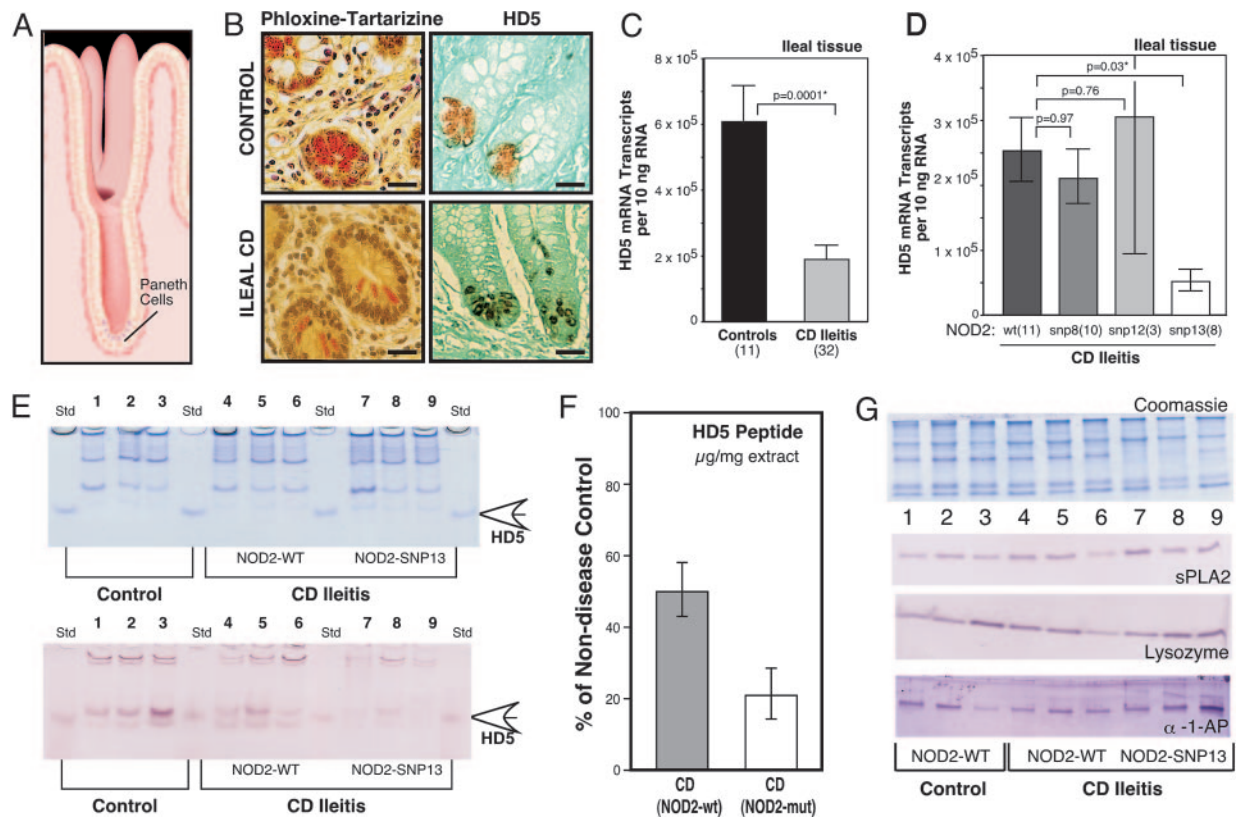 A
Paneth
Cells
B
Phloxine-Tartarizine
HD5
CONTROL
ILEAL CD
C
Ileal tissue
HD5 mRNA Transcripts
per 10 ng RNA
8 x 10⁵
6 x 10⁵
4 x 10⁵
2 x 10⁵
0
p=0.0001*
Controls
(11)
CD Ileitis
(32)
D
Ileal tissue
HD5 mRNA Transcripts
per 10 ng RNA
4 x 10⁵
3 x 10⁵
2 x 10⁵
1 x 10⁵
0
p=0.03*
p=0.76
p=0.97
NOD2: wt(11) snp8(10) snp12(3) snp13(8)
CD Ileitis
E
Std 1 2 3 Std 4 5 6 Std 7 8 9 Std
HD5
NOD2-WT NOD2-SNP13
Control CD Ileitis
Std 1 2 3 Std 4 5 6 Std 7 8 9 Std
HD5
NOD2-WT NOD2-SNP13
Control CD Ileitis
F
% of Non-disease Control
100
80
60
40
20
0
HD5 Peptide
µg/mg extract
CD
(NOD2-wt)
CD
(NOD2-mut)
G
Coomassie
1 2 3 4 5 6 7 8 9
sPLA2
Lysozyme
α -1-AP
NOD2-WT NOD2-WT NOD2-SNP13
Control CD Ileitis